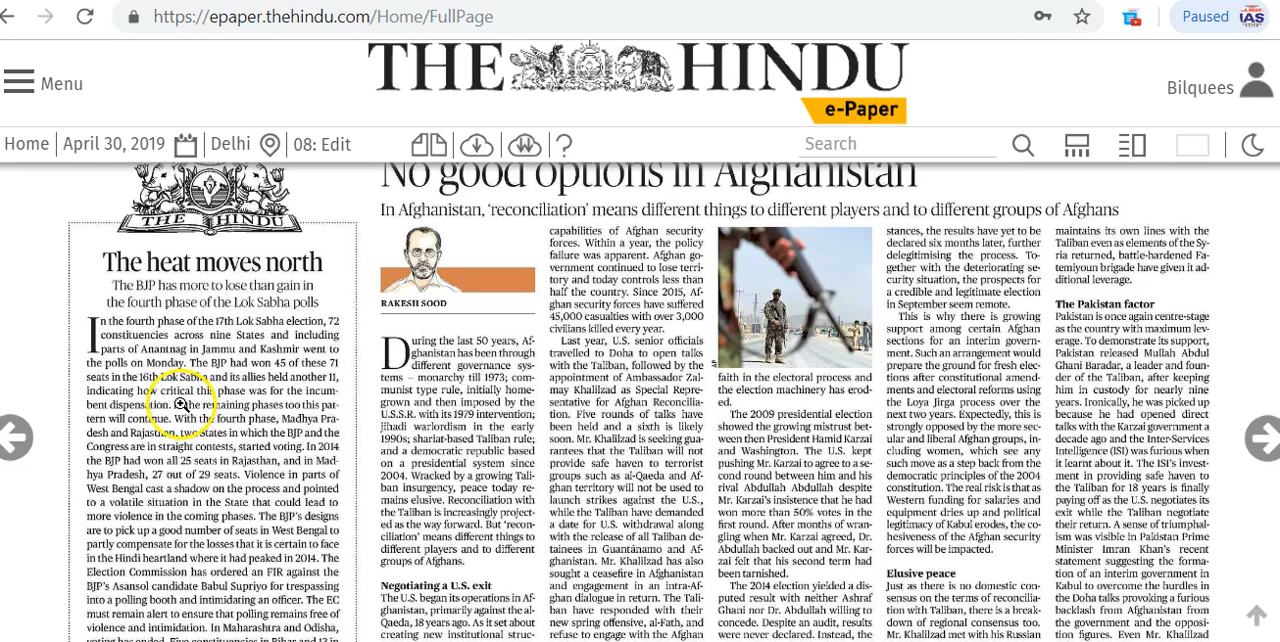 https://epaper.thehindu.com/Home/FullPage
Paused
IAS
THE HINDU
e-Paper
Menu
Bilquees
Home
April 30, 2019
Delhi
08: Edit
?
Search
THE HINDU
The heat moves north
The BJP has more to lose than gain in
the fourth phase of the Lok Sabha polls
In the fourth phase of the 17th Lok Sabha election, 72
constituencies across nine States and including
parts of Anantnag in Jammu and Kashmir went to
the polls on Monday. The BJP had won 45 of these 71
seats in the 16th Lok Sabha and its allies held another 11,
indicating how critical this phase was for the incum-
bent dispensation. In the remaining phases too this pat-
tern will continue. With the fourth phase, Madhya Pra-
desh and Rajasthan, two States in which the BJP and the
Congress are in straight contests, started voting. In 2014
the BJP had won all 25 seats in Rajasthan, and in Mad-
hya Pradesh, 27 out of 29 seats. Violence in parts of
West Bengal cast a shadow on the process and pointed
to a volatile situation in the State that could lead to
more violence in the coming phases. The BJP's designs
are to pick up a good number of seats in West Bengal to
partly compensate for the losses that is certain to face
in the Hindi heartland where it had peaked in 2014. The
Election Commission has ordered an FIR against the
BJP's Asansol candidate Babul Supriyo for trespassing
into a polling booth and intimidating an officer. The EC
must remain alert to ensure that polling remains free of
violence and intimidation. In Maharashtra and Odisha,
voting has ended. Five constituencies in Bihar and 13 in
No good options in Afghanistan
In Afghanistan, 'reconciliation' means different things to different players and to different groups of Afghans
RAKESH SOOD
During the last 50 years, Af-
ghanistan has been through
different governance sys-
tems – monarchy till 1973; com-
munist type rule, initially home-
grown and then imposed by the
U.S.S.R. with its 1979 intervention;
jihadi warlordism in the early
1990s; shariat-based Taliban rule;
and a democratic republic based
on a presidential system since
2004. Wracked by a growing Tali-
ban insurgency, peace today re-
mains elusive. Reconciliation with
the Taliban is increasingly project-
ed as the way forward. But 'recon-
ciliation' means different things to
different players and to different
groups of Afghans.
Negotiating a U.S. exit
The U.S. began its operations in Af-
ghanistan, primarily against the al-
Qaeda, 18 years ago. As it set about
creating new institutional struc-
capabilities of Afghan security
forces. Within a year, the policy
failure was apparent. Afghan go-
vernment continued to lose terri-
tory and today controls less than
half the country. Since 2015, Af-
ghan security forces have suffered
45,000 casualties with over 3,000
civilians killed every year.
Last year, U.S. senior officials
travelled to Doha to open talks
with the Taliban, followed by the
appointment of Ambassador Zal-
may Khalilzad as Special Repre-
sentative for Afghanistan Reconcil-
iation. Five rounds of talks have
been held and a sixth is likely
soon. Mr. Khalilzad is seeking guar-
antees that the Taliban will not
provide safe haven to terrorist
groups such as al-Qaeda and Af-
ghan territory will not be used to
launch strikes against the U.S.,
while the Taliban have demanded
a date for U.S. withdrawal along
with the release of all Taliban de-
tainees in Guantánamo and Af-
ghanistan. Mr. Khalilzad has also
sought a ceasefire in Afghanistan
and engagement in an intra-Af-
ghan dialogue in return. The Tali-
ban have responded with their
new spring offensive, al-Fath, and
refuse to engage with the Afghan
faith in the electoral process and
the election machinery has erod-
ed.
The 2009 presidential election
showed the growing mistrust bet-
ween then President Hamid Karzai
and Washington. The U.S. kept
pushing Mr. Karzai to agree to a se-
cond round between him and his
rival Abdullah Abdullah despite
Mr. Karzai's insistence that he had
won more than 50% votes in the
first round. After months of wran-
gling when Mr. Karzai agreed, Dr.
Abdullah backed out and Mr. Kar-
zai felt that his second term had
been tarnished.
The 2014 election yielded a dis-
puted result with neither Ashraf
Ghani nor Dr. Abdullah willing to
concede. Despite an audit, results
were never declared. Instead, the
stances, the results have yet to be
declared six months later, further
delegitimising the process. To-
gether with the deteriorating se-
curity situation, the prospects for
a credible and legitimate election
in September seem remote.
This is why there is growing
support among certain Afghan
sections for an interim govern-
ment. Such an arrangement would
prepare the ground for fresh elec-
tions after constitutional amend-
ments and electoral reforms using
the Loya Jirga process over the
next two years. Expectedly, this is
strongly opposed by the more sec-
ular and liberal Afghan groups, in-
cluding women, which see any
such move as a step back from the
democratic principles of the 2004
constitution. The real risk is that as
Western funding for salaries and
equipment dries up and political
legitimacy of Kabul erodes, the co-
hesiveness of the Afghan security
forces will be impacted.
Elusive peace
Just as there is no domestic con-
sensus on the terms of reconcilia-
tion with Taliban, there is a break-
down of regional consensus too.
Mr. Khalilzad met with his Russian
maintains its own lines with the
Taliban even as elements of the Sy-
ria returned, battle-hardened Fa-
temiyoun brigade have given it ad-
ditional leverage.
The Pakistan factor
Pakistan is once again centre-stage
as the country with maximum lev-
erage. To demonstrate its support,
Pakistan released Mullah Abdul
Ghani Baradar, a leader and foun-
der of the Taliban, after keeping
him in custody for nearly nine
years. Ironically, he was picked up
because he had opened direct
talks with the Karzai government a
decade ago and the Inter-Services
Intelligence (ISI) was furious when
it learnt about it. The ISI's invest-
ment in providing safe haven to
the Taliban for 18 years is finally
paying off as the U.S. negotiates its
exit while the Taliban negotiate
their return. A sense of triumphal-
ism was visible in Pakistan Prime
Minister Imran Khan's recent
statement suggesting the forma-
tion of an interim government in
Kabul to overcome the hurdles in
the Doha talks provoking a furious
backlash from Afghanistan from
the government and the opposi-
tion figures. Even Mr. Khalilzad